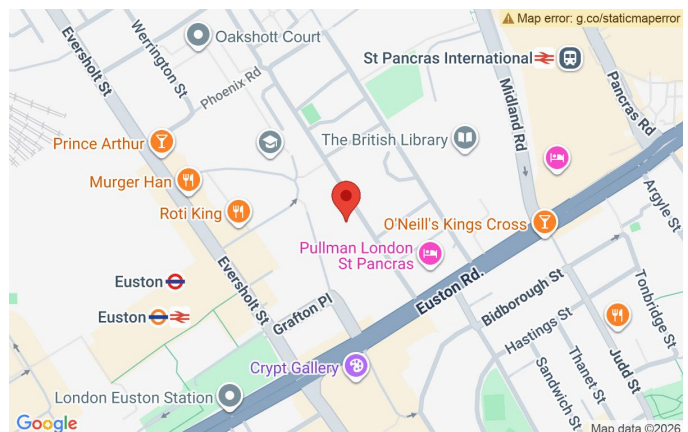 Map error: g.co/staticmaperror
Eversholt St
Werrington St
Oakshott Court
Phoenix Rd
St Pancras International
Midland Rd
Pancras Rd
Prince Arthur
The British Library
Murger Han
Roti King
Argyle St
O'Neill's Kings Cross
Pullman London
St Pancras
Euston
Euston Rd.
Eversholt St
Tonbridge St
Euston
Grafton Pl
Bidborough St
Hastings St
Crypt Gallery
Sandwich St
Thanet St
Judd St
London Euston Station
Google
Map data ©2026